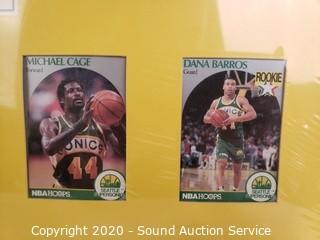 MICHAEL CAGE
Forward
ONICS
44
NBA HOOPS
SEATTLE
SUPERSONICS
DANA BARROS
Guard
ROOKIE
NBA HOOPS
SEATTLE
SUPERSONICS
Copyright 2020 - Sound Auction Service